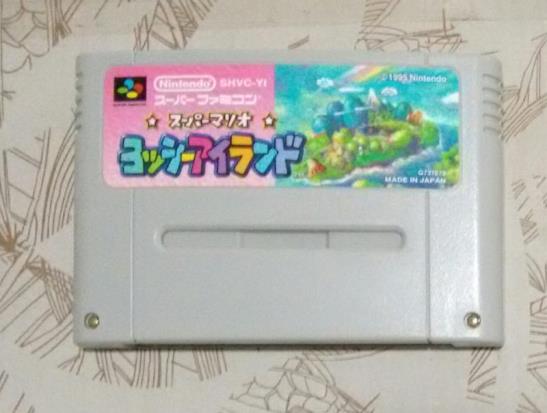 Nintendo SHVC-YI
スーパーファミコン
© 1995 Nintendo
スーパーマリオ
ヨッシーアイランド
MADE IN JAPAN